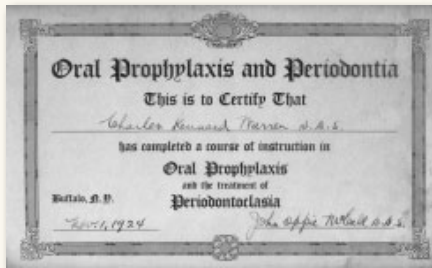 Oral Prophylaxis and Periodontia
This is to Certify That
Charles Kennard Warren D.D.S.
has completed a course of instruction in
Oral Prophylaxis
and the treatment of
Buffalo, N.Y. Periodontoclasia
Nov. 1, 1924 John Oppie McCall D.D.S.